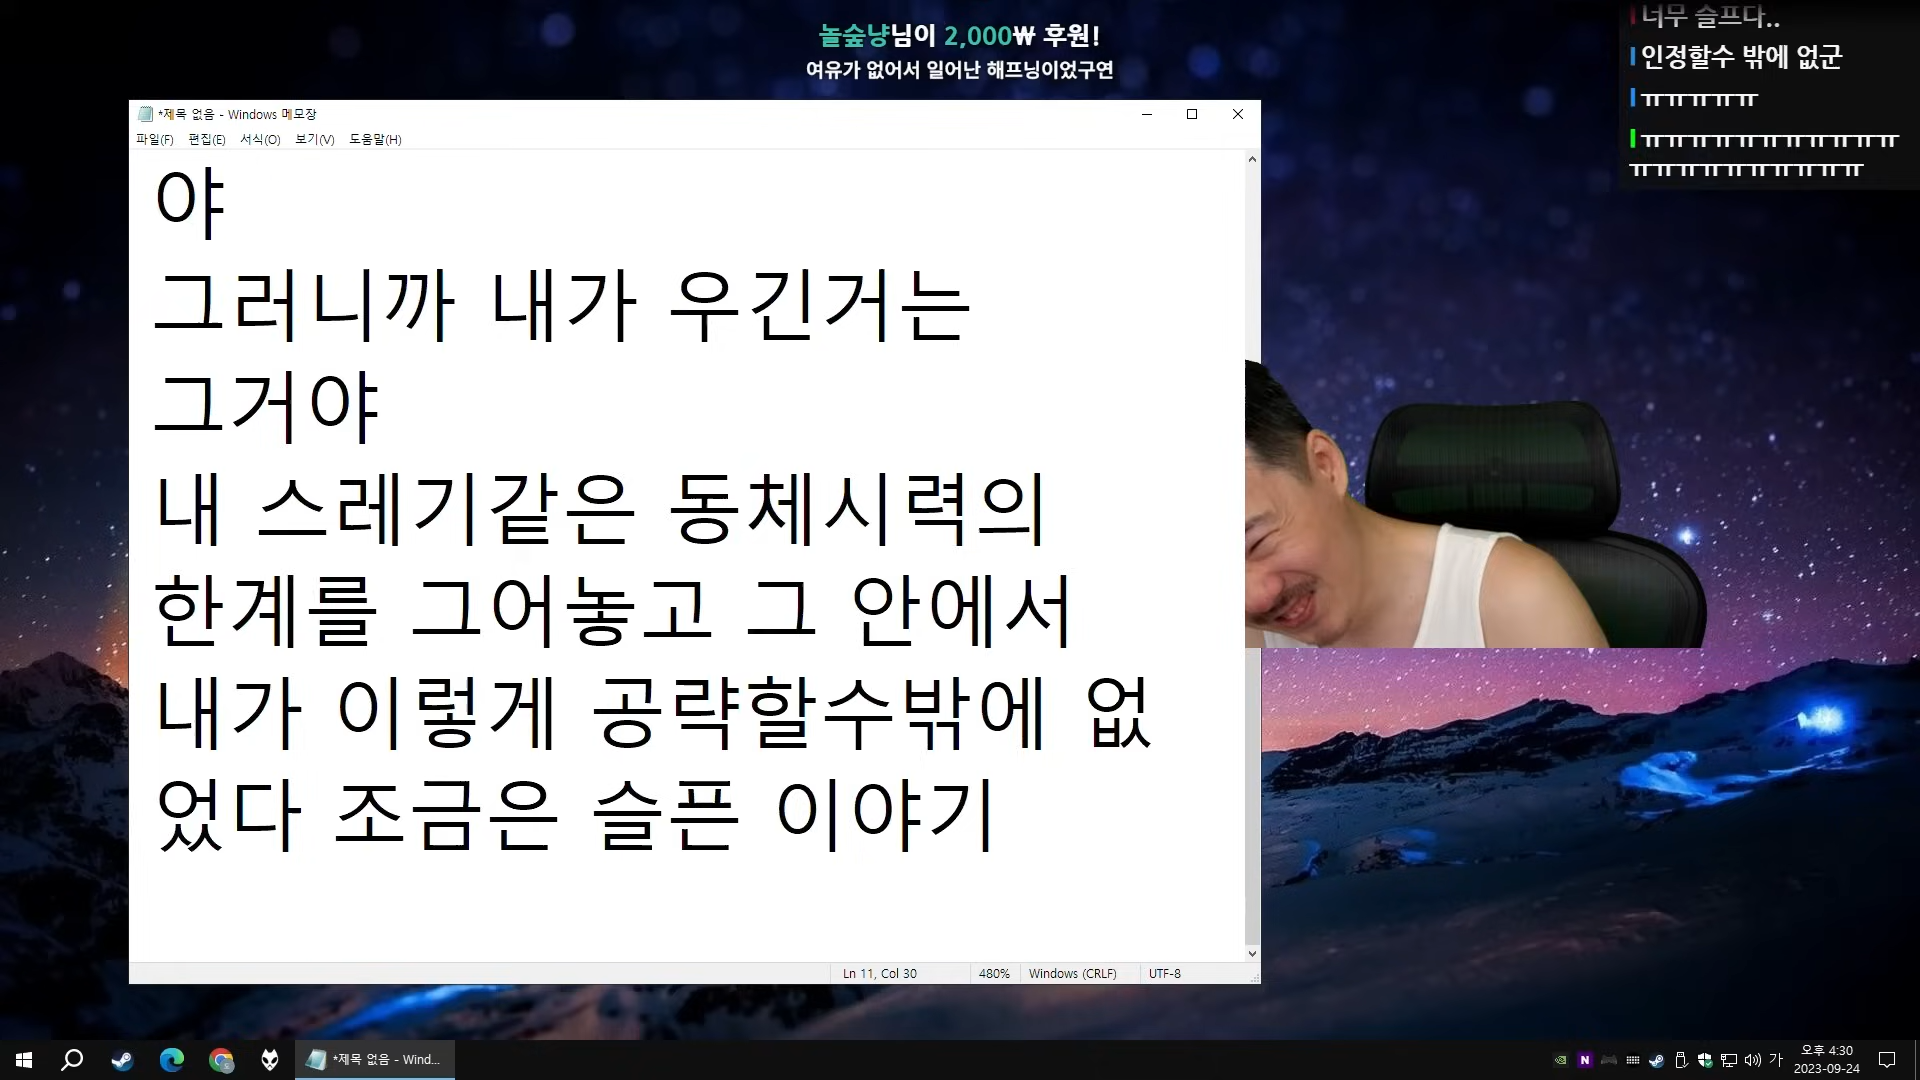 놀숲냥님이 2,000₩ 후원!
여유가 없어서 일어난 해프닝이었구연
너무 슬프다..
인정할수 밖에 없군
ㅠㅠㅠㅠㅠ
ㅠㅠㅠㅠㅠㅠㅠㅠㅠㅠㅠ
ㅠㅠㅠㅠㅠㅠㅠㅠㅠㅠ
*제목 없음 - Windows 메모장
파일(F) 편집(E) 서식(O) 보기(V) 도움말(H)
야
그러니까 내가 우긴거는
그거야
내 스레기같은 동체시력의
한계를 그어놓고 그 안에서
내가 이렇게 공략할수밖에 없
었다 조금은 슬픈 이야기
Ln 11, Col 30 480% Windows (CRLF) UTF-8
*제목 없음 - Wind...
N
가
오후 4:30
2023-09-24